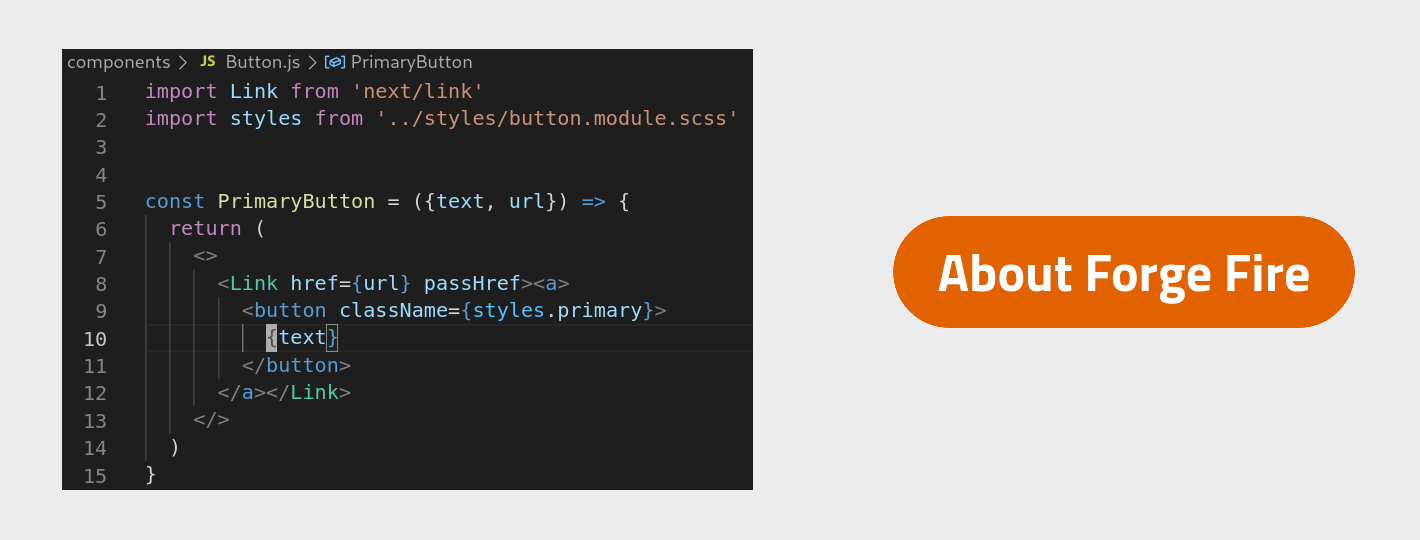 components > JS Button.js > PrimaryButton
1 import Link from 'next/link'
2 import styles from '../styles/button.module.scss'
3
4
5 const PrimaryButton = ({text, url}) => {
6   return (
7     <>
8       <Link href={url} passHref><a>
9         <button className={styles.primary}>
10           {text}
11         </button>
12       </a></Link>
13     </>
14   )
15 }
About Forge Fire